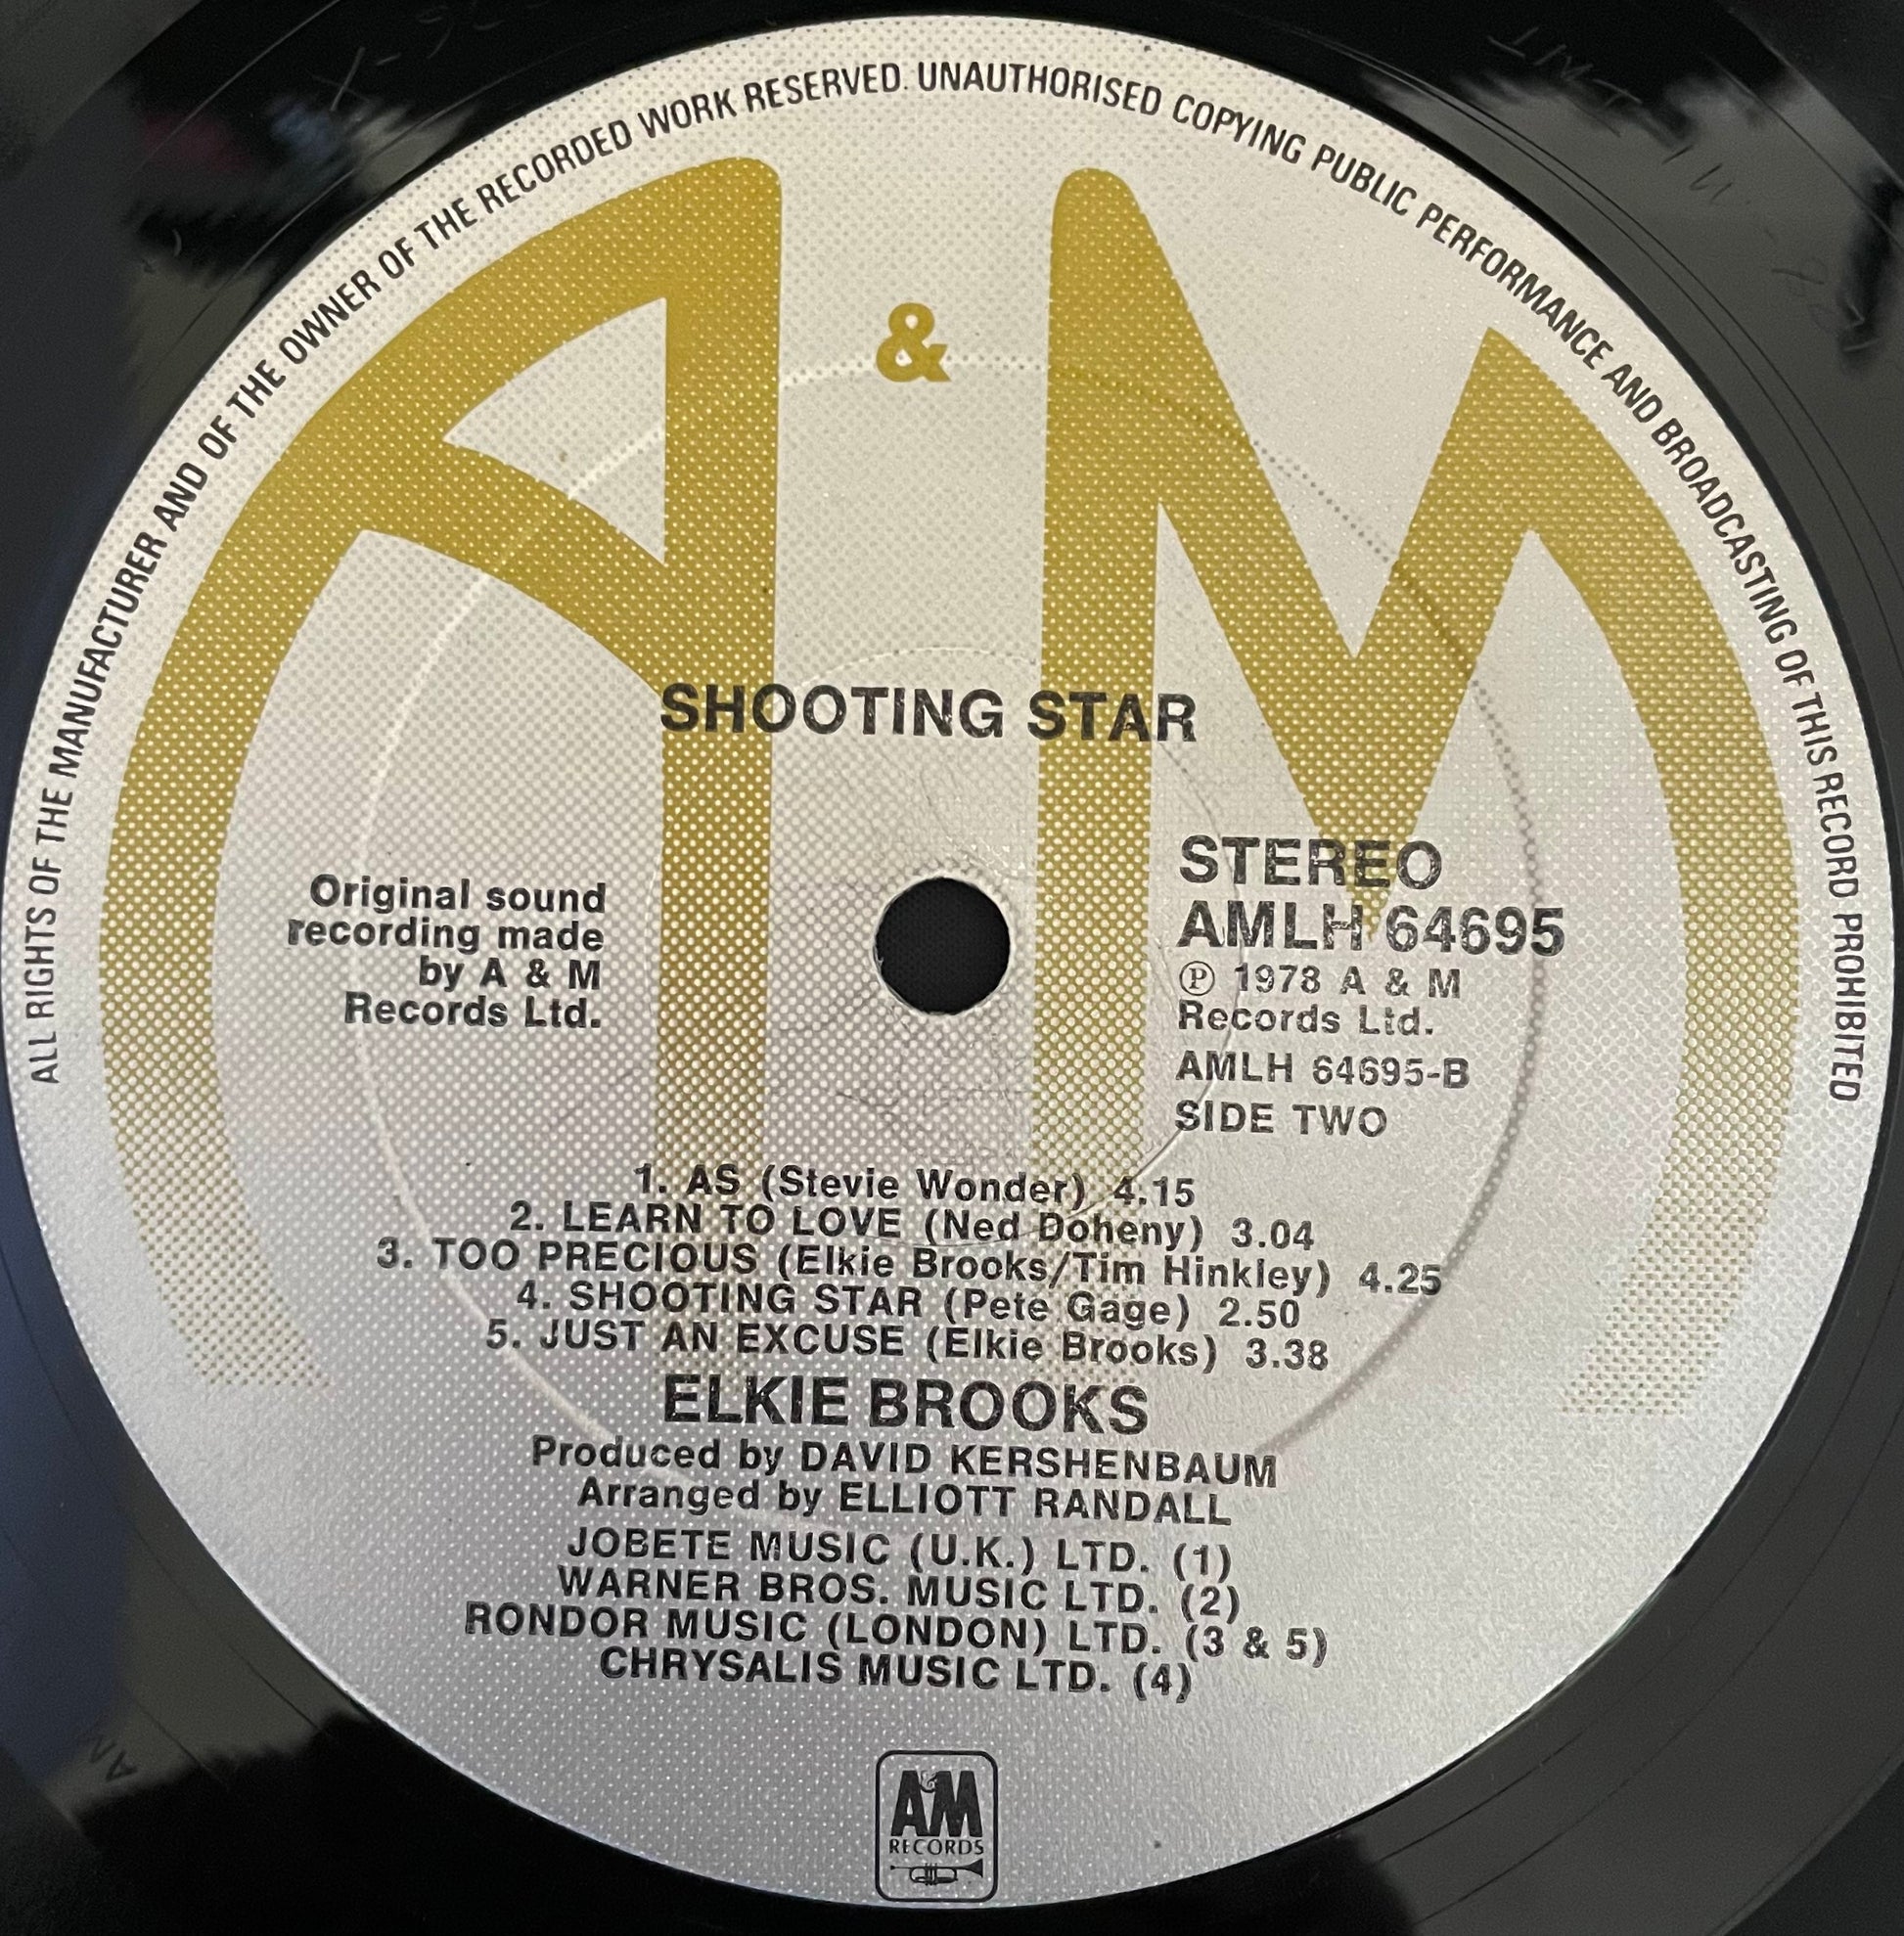 ALL RIGHTS OF THE MANUFACTURER AND OF THE OWNER OF THE RECORDED WORK RESERVED. UNAUTHORISED COPYING PUBLIC PERFORMANCE AND BROADCASTING OF THIS RECORD PROHIBITED
A & M
SHOOTING STAR
Original sound
recording made
by A & M
Records Ltd.
STEREO
AMLH 64695
℗ 1978 A & M
Records Ltd.
AMLH 64695-B
SIDE TWO
1. AS (Stevie Wonder) 4.15
2. LEARN TO LOVE (Ned Doheny) 3.04
3. TOO PRECIOUS (Elkie Brooks/Tim Hinkley) 4.25
4. SHOOTING STAR (Pete Gage) 2.50
5. JUST AN EXCUSE (Elkie Brooks) 3.38
ELKIE BROOKS
Produced by DAVID KERSHENBAUM
Arranged by ELLIOTT RANDALL
JOBETE MUSIC (U.K.) LTD. (1)
WARNER BROS. MUSIC LTD. (2)
RONDOR MUSIC (LONDON) LTD. (3 & 5)
CHRYSALIS MUSIC LTD. (4)
A&M
RECORDS